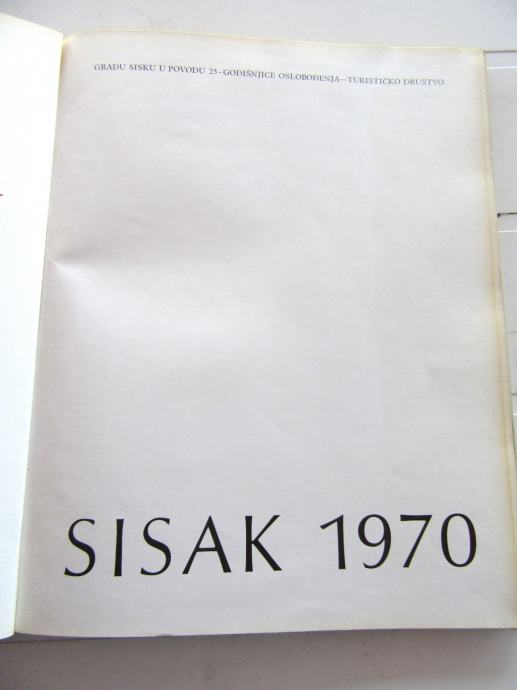 GRADU SISKU U POVODU 25-GODIŠNJICE OSLOBOĐENJA—TURISTIČKO DRUŠTVO
SISAK 1970